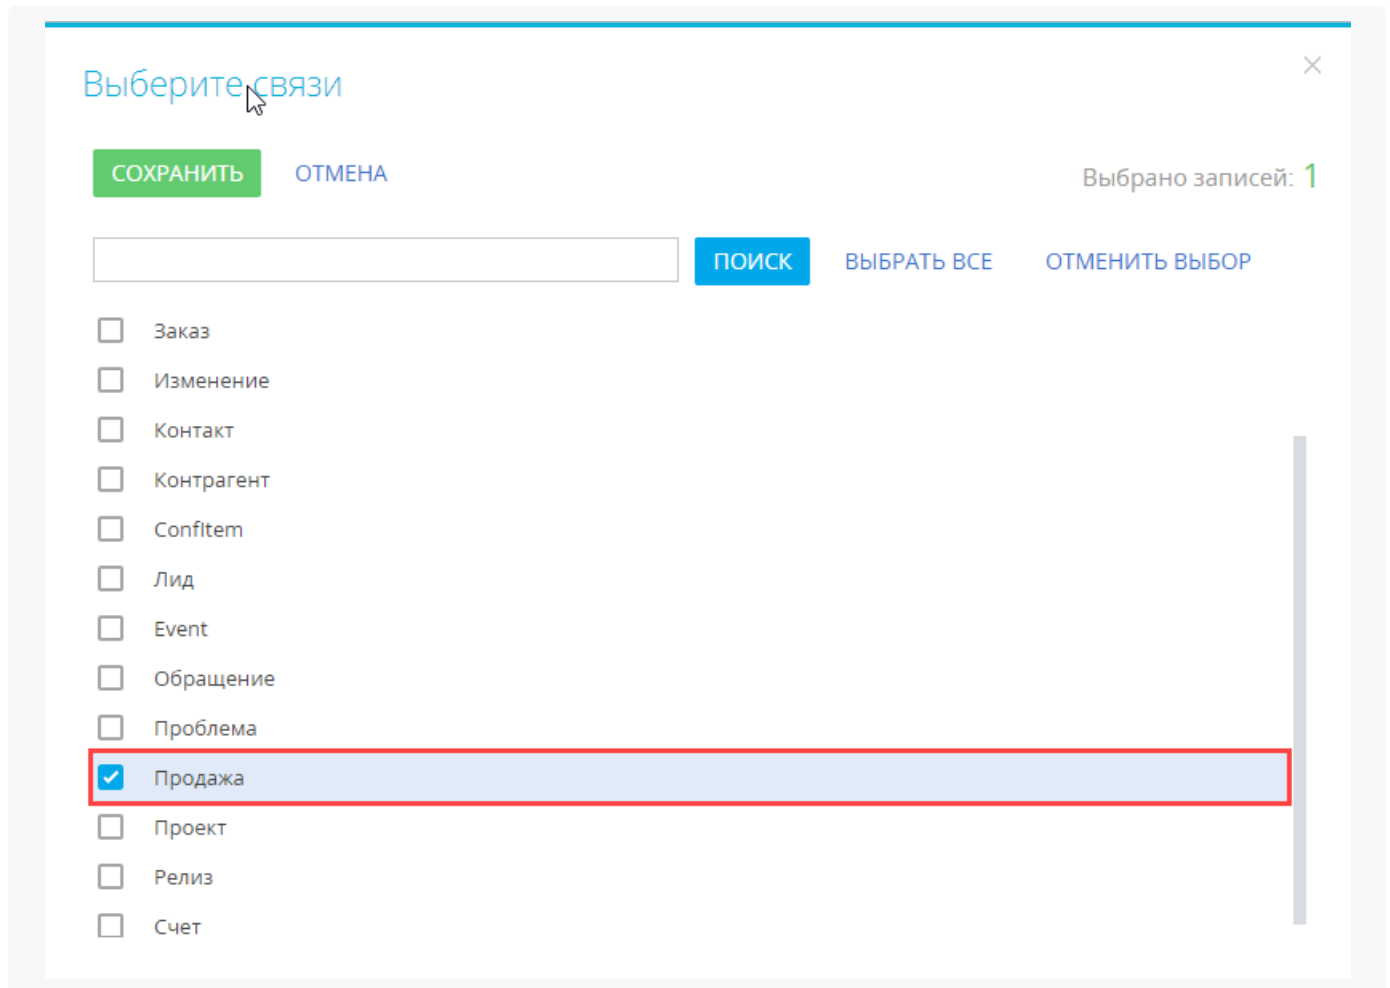 Выберите связи
СОХРАНИТЬ ОТМЕНА Выбрано записей: 1
ПОИСК ВЫБРАТЬ ВСЕ ОТМЕНИТЬ ВЫБОР
Заказ
Изменение
Контакт
Контрагент
ConfItem
Лид
Event
Обращение
Проблема
Продажа
Проект
Релиз
Счет